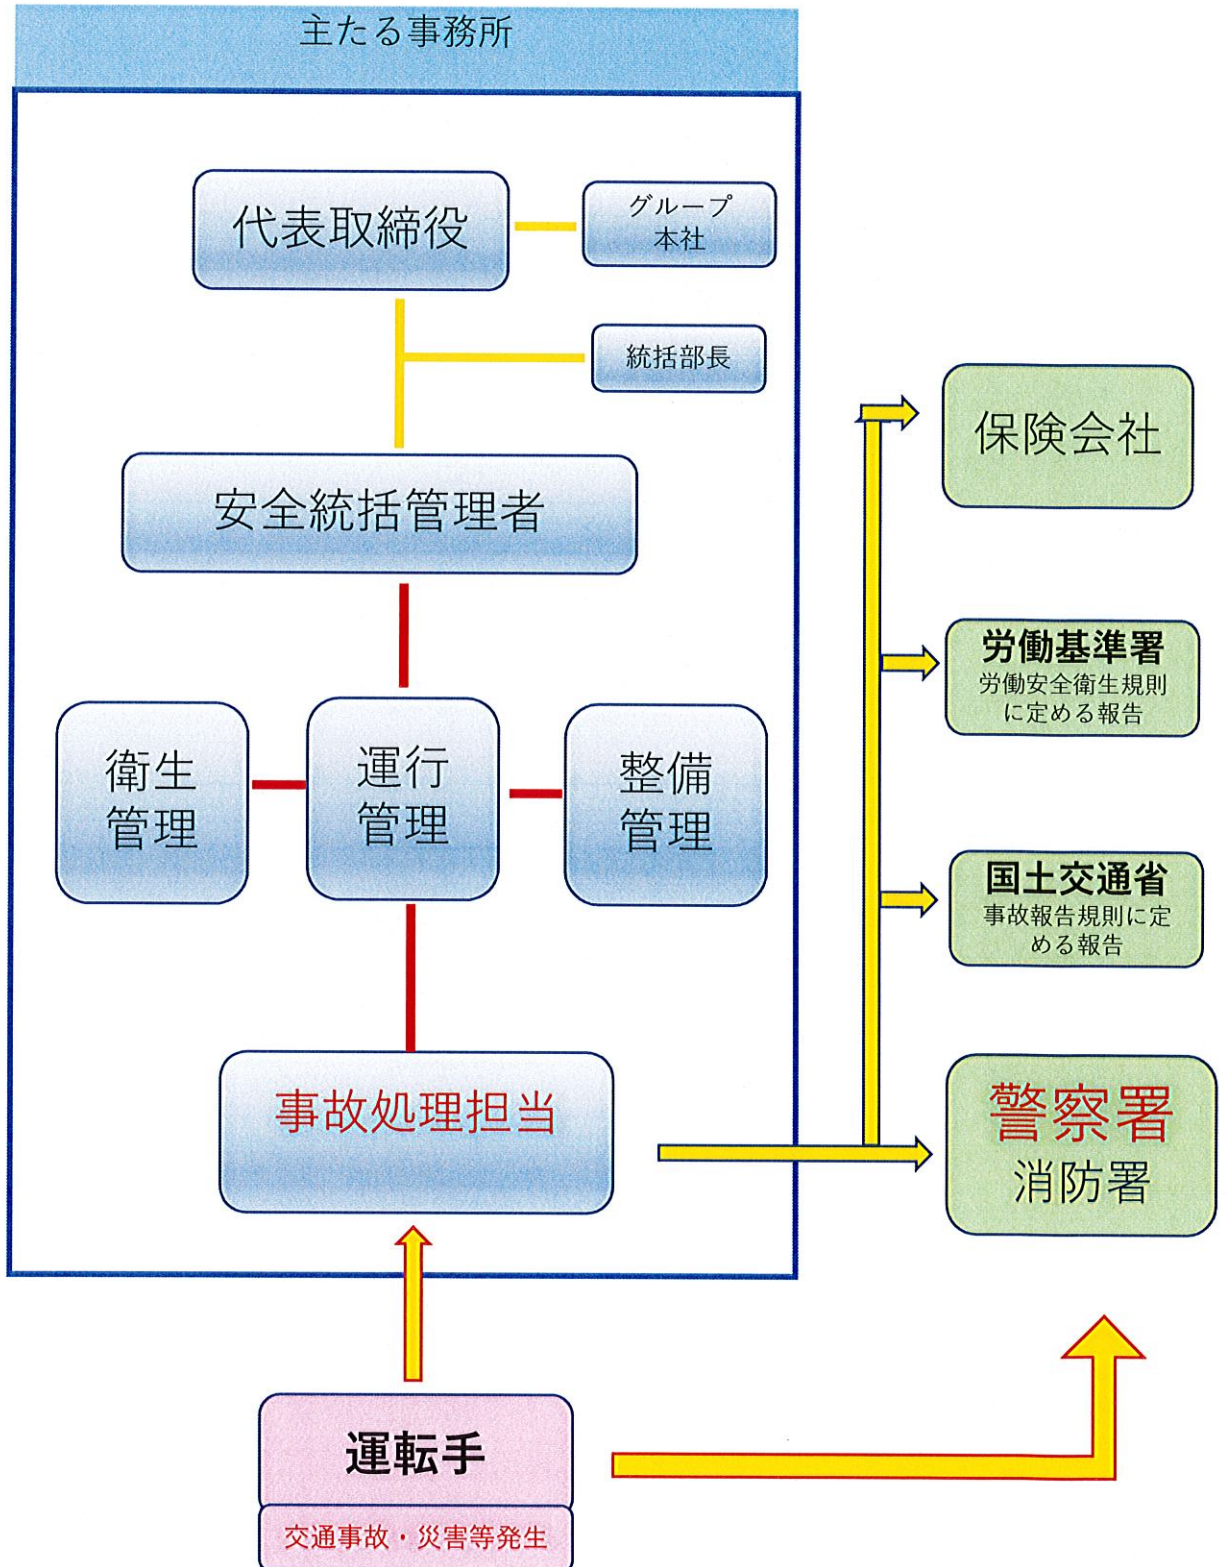 主たる事務所
代表取締役
グループ
本社
統括部長
安全統括管理者
衛生
管理
運行
管理
整備
管理
事故処理担当
保険会社
労働基準署
労働安全衛生規則
に定める報告
国土交通省
事故報告規則に定
める報告
警察署
消防署
運転手
交通事故・災害等発生